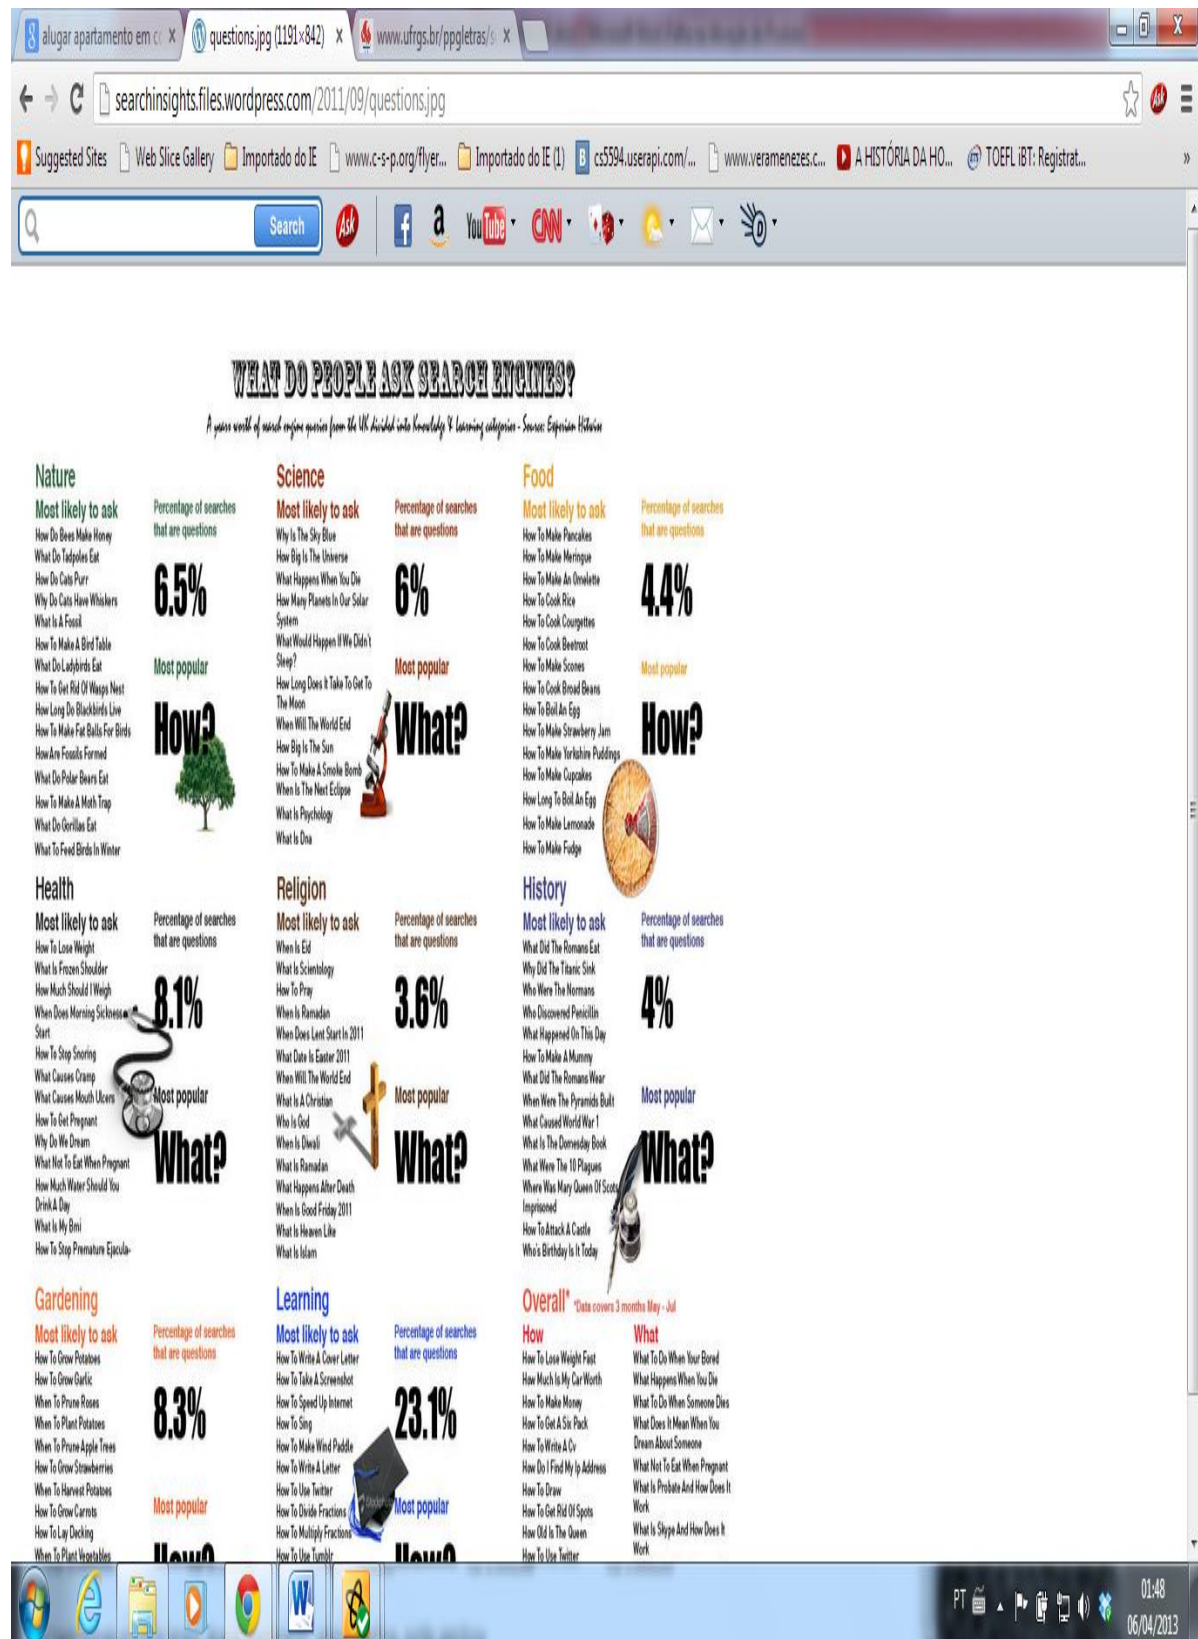 alugar apartamento em cc
questions.jpg (1191×842)
www.ufrgs.br/ppgletras/s
searchinsights.files.wordpress.com/2011/09/questions.jpg
Ask
Suggested Sites
Web Slice Gallery
Importado do IE
www.c-s-p.org/flyer...
Importado do IE (1)
cs5594.userapi.com/...
www.veramenezes.c...
A HISTÓRIA DA HO...
TOEFL iBT: Registrat...
Search
Ask
YouTube
CNN
WHAT DO PEOPLE ASK SEARCH ENGINES?
A years worth of search engine queries from the UK divided into Knowledge & Learning categories - Source: Experian Hitwise
Nature
Most likely to ask
How Do Bees Make Honey
What Do Tadpoles Eat
How Do Cats Purr
Why Do Cats Have Whiskers
What Is A Fossil
How To Make A Bird Table
What Do Ladybirds Eat
How To Get Rid Of Wasps Nest
How Long Do Blackbirds Live
How To Make Fat Balls For Birds
How Are Fossils Formed
What Do Polar Bears Eat
How To Make A Moth Trap
What Do Gorillas Eat
What To Feed Birds In Winter
Percentage of searches
that are questions
6.5%
Most popular
How?
Science
Most likely to ask
Why Is The Sky Blue
How Big Is The Universe
What Happens When You Die
How Many Planets In Our Solar
System
What Would Happen If We Didn't
Sleep?
How Long Does It Take To Get To
The Moon
When Will The World End
How Big Is The Sun
How To Make A Smoke Bomb
When Is The Next Eclipse
What Is Psychology
What Is Dna
Percentage of searches
that are questions
6%
Most popular
What?
Food
Most likely to ask
How To Make Pancakes
How To Make Meringue
How To Make An Omelette
How To Cook Rice
How To Cook Courgettes
How To Cook Beetroot
How To Make Scones
How To Cook Broad Beans
How To Boil An Egg
How To Make Strawberry Jam
How To Make Yorkshire Puddings
How To Make Cupcakes
How Long To Boil An Egg
How To Make Lemonade
How To Make Fudge
Percentage of searches
that are questions
4.4%
Most popular
How?
Health
Most likely to ask
How To Lose Weight
What Is Frozen Shoulder
How Much Should I Weigh
When Does Morning Sickness
Start
How To Stop Snoring
What Causes Cramp
What Causes Mouth Ulcers
How To Get Pregnant
Why Do We Dream
What Not To Eat When Pregnant
How Much Water Should You
Drink A Day
What Is My Bmi
How To Stop Premature Ejacula-
Percentage of searches
that are questions
8.1%
Most popular
What?
Religion
Most likely to ask
When Is Eid
What Is Scientology
How To Pray
When Is Ramadan
When Does Lent Start In 2011
What Date Is Easter 2011
When Will The World End
What Is A Christian
Who Is God
When Is Diwali
What Is Ramadan
What Happens After Death
When Is Good Friday 2011
What Is Heaven Like
What Is Islam
Percentage of searches
that are questions
3.6%
Most popular
What?
History
Most likely to ask
What Did The Romans Eat
Why Did The Titanic Sink
Who Were The Normans
Who Discovered Penicillin
What Happened On This Day
How To Make A Mummy
What Did The Romans Wear
When Were The Pyramids Built
What Caused World War 1
What Is The Domesday Book
What Were The 10 Plagues
Where Was Mary Queen Of Scots
Imprisoned
How To Attack A Castle
Who's Birthday Is It Today
Percentage of searches
that are questions
4%
Most popular
What?
Gardening
Most likely to ask
How To Grow Potatoes
How To Grow Garlic
When To Prune Roses
When To Plant Potatoes
When To Prune Apple Trees
How To Grow Strawberries
When To Harvest Potatoes
How To Grow Carrots
How To Lay Decking
When To Plant Vegetables
Percentage of searches
that are questions
8.3%
Most popular
How?
Learning
Most likely to ask
How To Write A Cover Letter
How To Take A Screenshot
How To Speed Up Internet
How To Sing
How To Make Wind Paddle
How To Write A Letter
How To Use Twitter
How To Divide Fractions
How To Multiply Fractions
How To Use Tumblr
Percentage of searches
that are questions
23.1%
Most popular
How?
Overall* *Data covers 3 months May - Jul
How
How To Lose Weight Fast
How Much Is My Car Worth
How To Make Money
How To Get A Six Pack
How To Write A Cv
How Do I Find My Ip Address
How To Draw
How To Get Rid Of Spots
How Old Is The Queen
How To Use Twitter
What
What To Do When Your Bored
What Happens When You Die
What To Do When Someone Dies
What Does It Mean When You
Dream About Someone
What Not To Eat When Pregnant
What Is Probate And How Does It
Work
What Is Skype And How Does It
Work
PT
01:48
06/04/2013